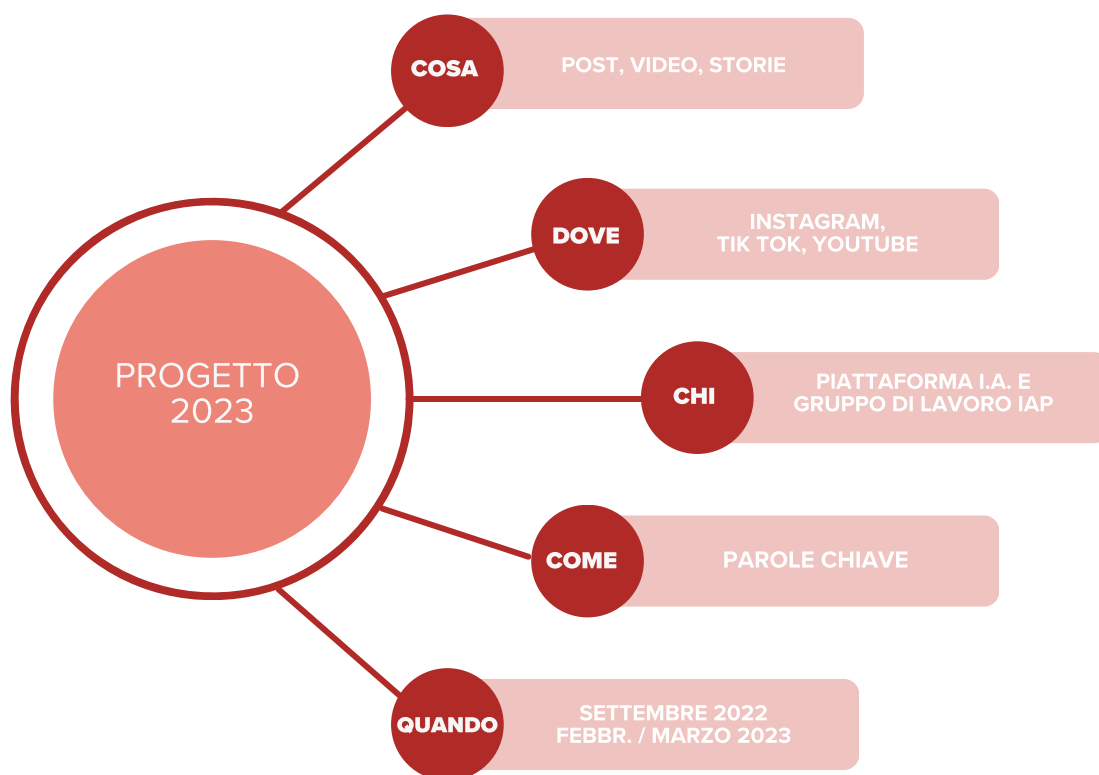 COSA
POST, VIDEO, STORIE
DOVE
INSTAGRAM,
TIK TOK, YOUTUBE
PROGETTO
2023
CHI
PIATTAFORMA I.A. E
GRUPPO DI LAVORO IAP
COME
PAROLE CHIAVE
QUANDO
SETTEMBRE 2022
FEBBR. / MARZO 2023